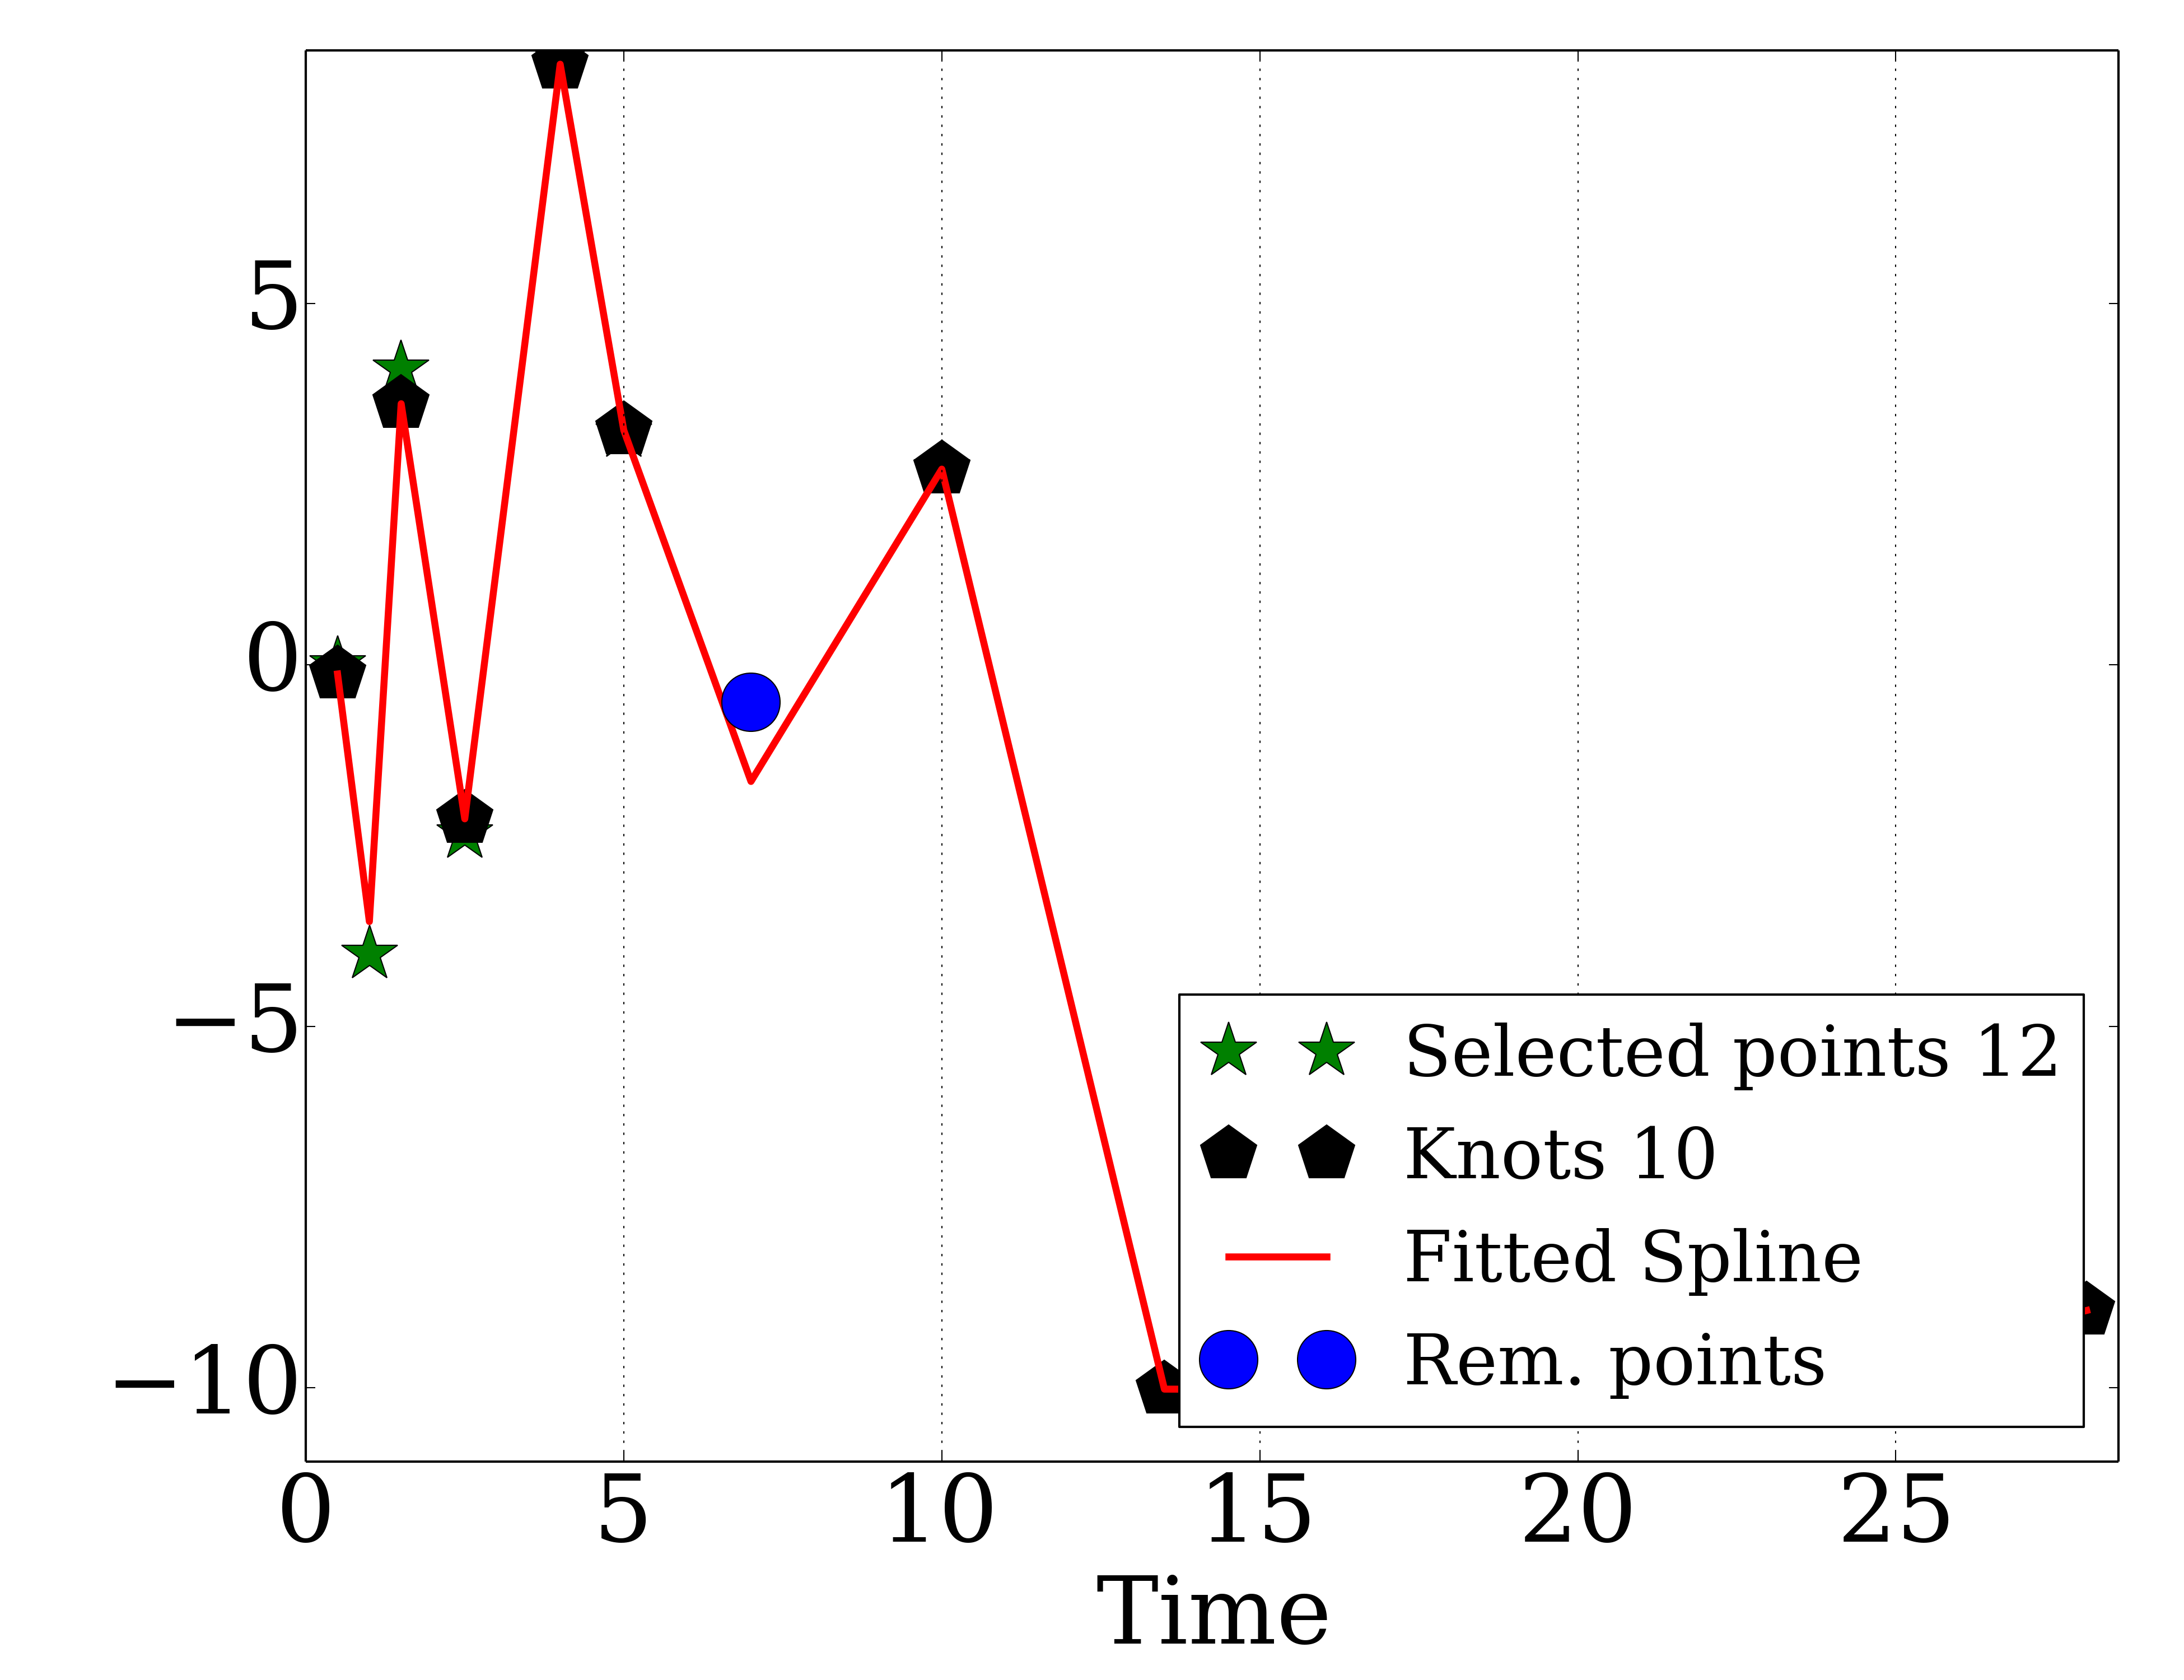 5
0
−5
−10
Selected points 12
Knots 10
Fitted Spline
Rem. points
0 5 10 15 20 25
Time